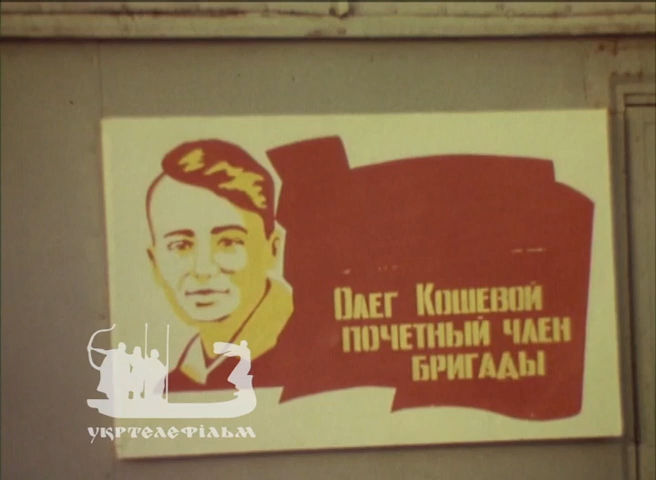 Олег Кошевой
почетный член
бригады
укртелефільм